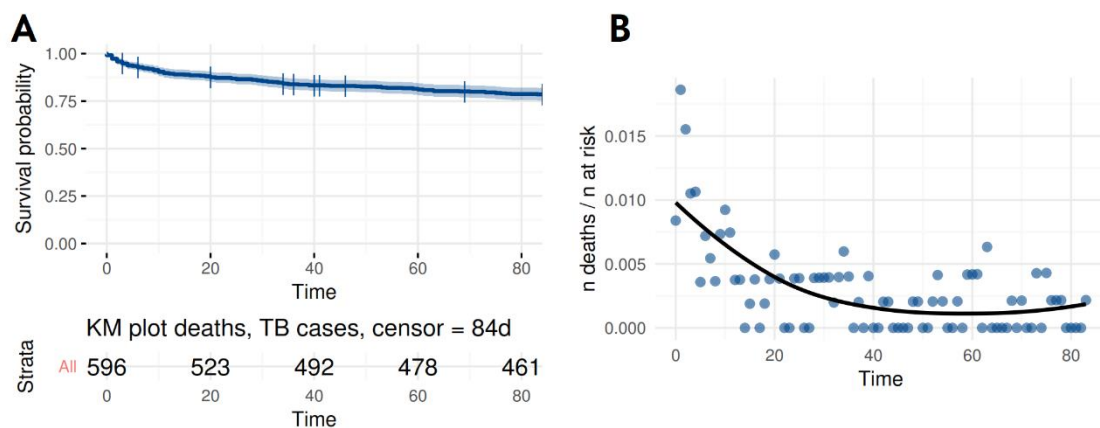 A
Survival probability
1.00
0.75
0.50
0.25
0.00
0 20 40 60 80
Time
KM plot deaths, TB cases, censor = 84d
Strata
All 596 523 492 478 461
0 20 40 60 80
Time
B
n deaths / n at risk
0.015
0.010
0.005
0.000
0 20 40 60 80
Time